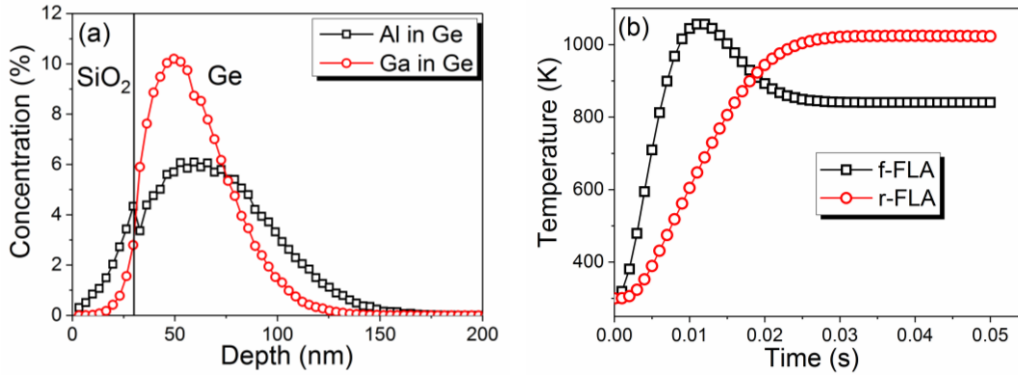 (a)
Al in Ge
Ga in Ge
SiO₂
Ge
Concentration (%)
12
10
8
6
4
2
0
0
50
100
150
200
Depth (nm)
(b)
f-FLA
r-FLA
Temperature (K)
1000
800
600
400
300
0.00
0.01
0.02
0.03
0.04
0.05
Time (s)